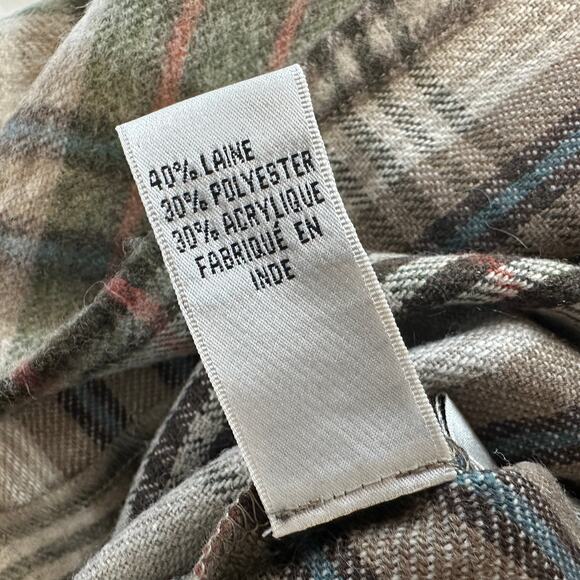 40% LAINE
30% POLYESTER
30% ACRYLIQUE
FABRIQUÉ EN
INDE